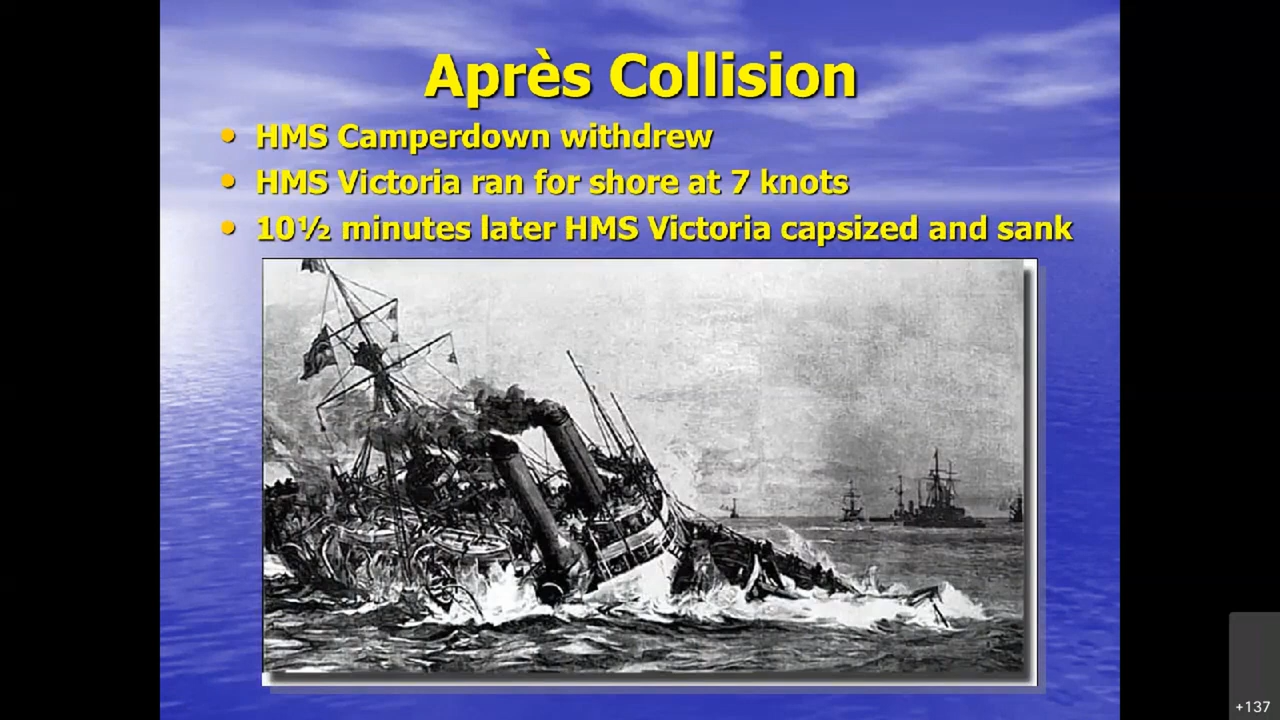 Après Collision
• HMS Camperdown withdrew
• HMS Victoria ran for shore at 7 knots
• 10½ minutes later HMS Victoria capsized and sank
+137